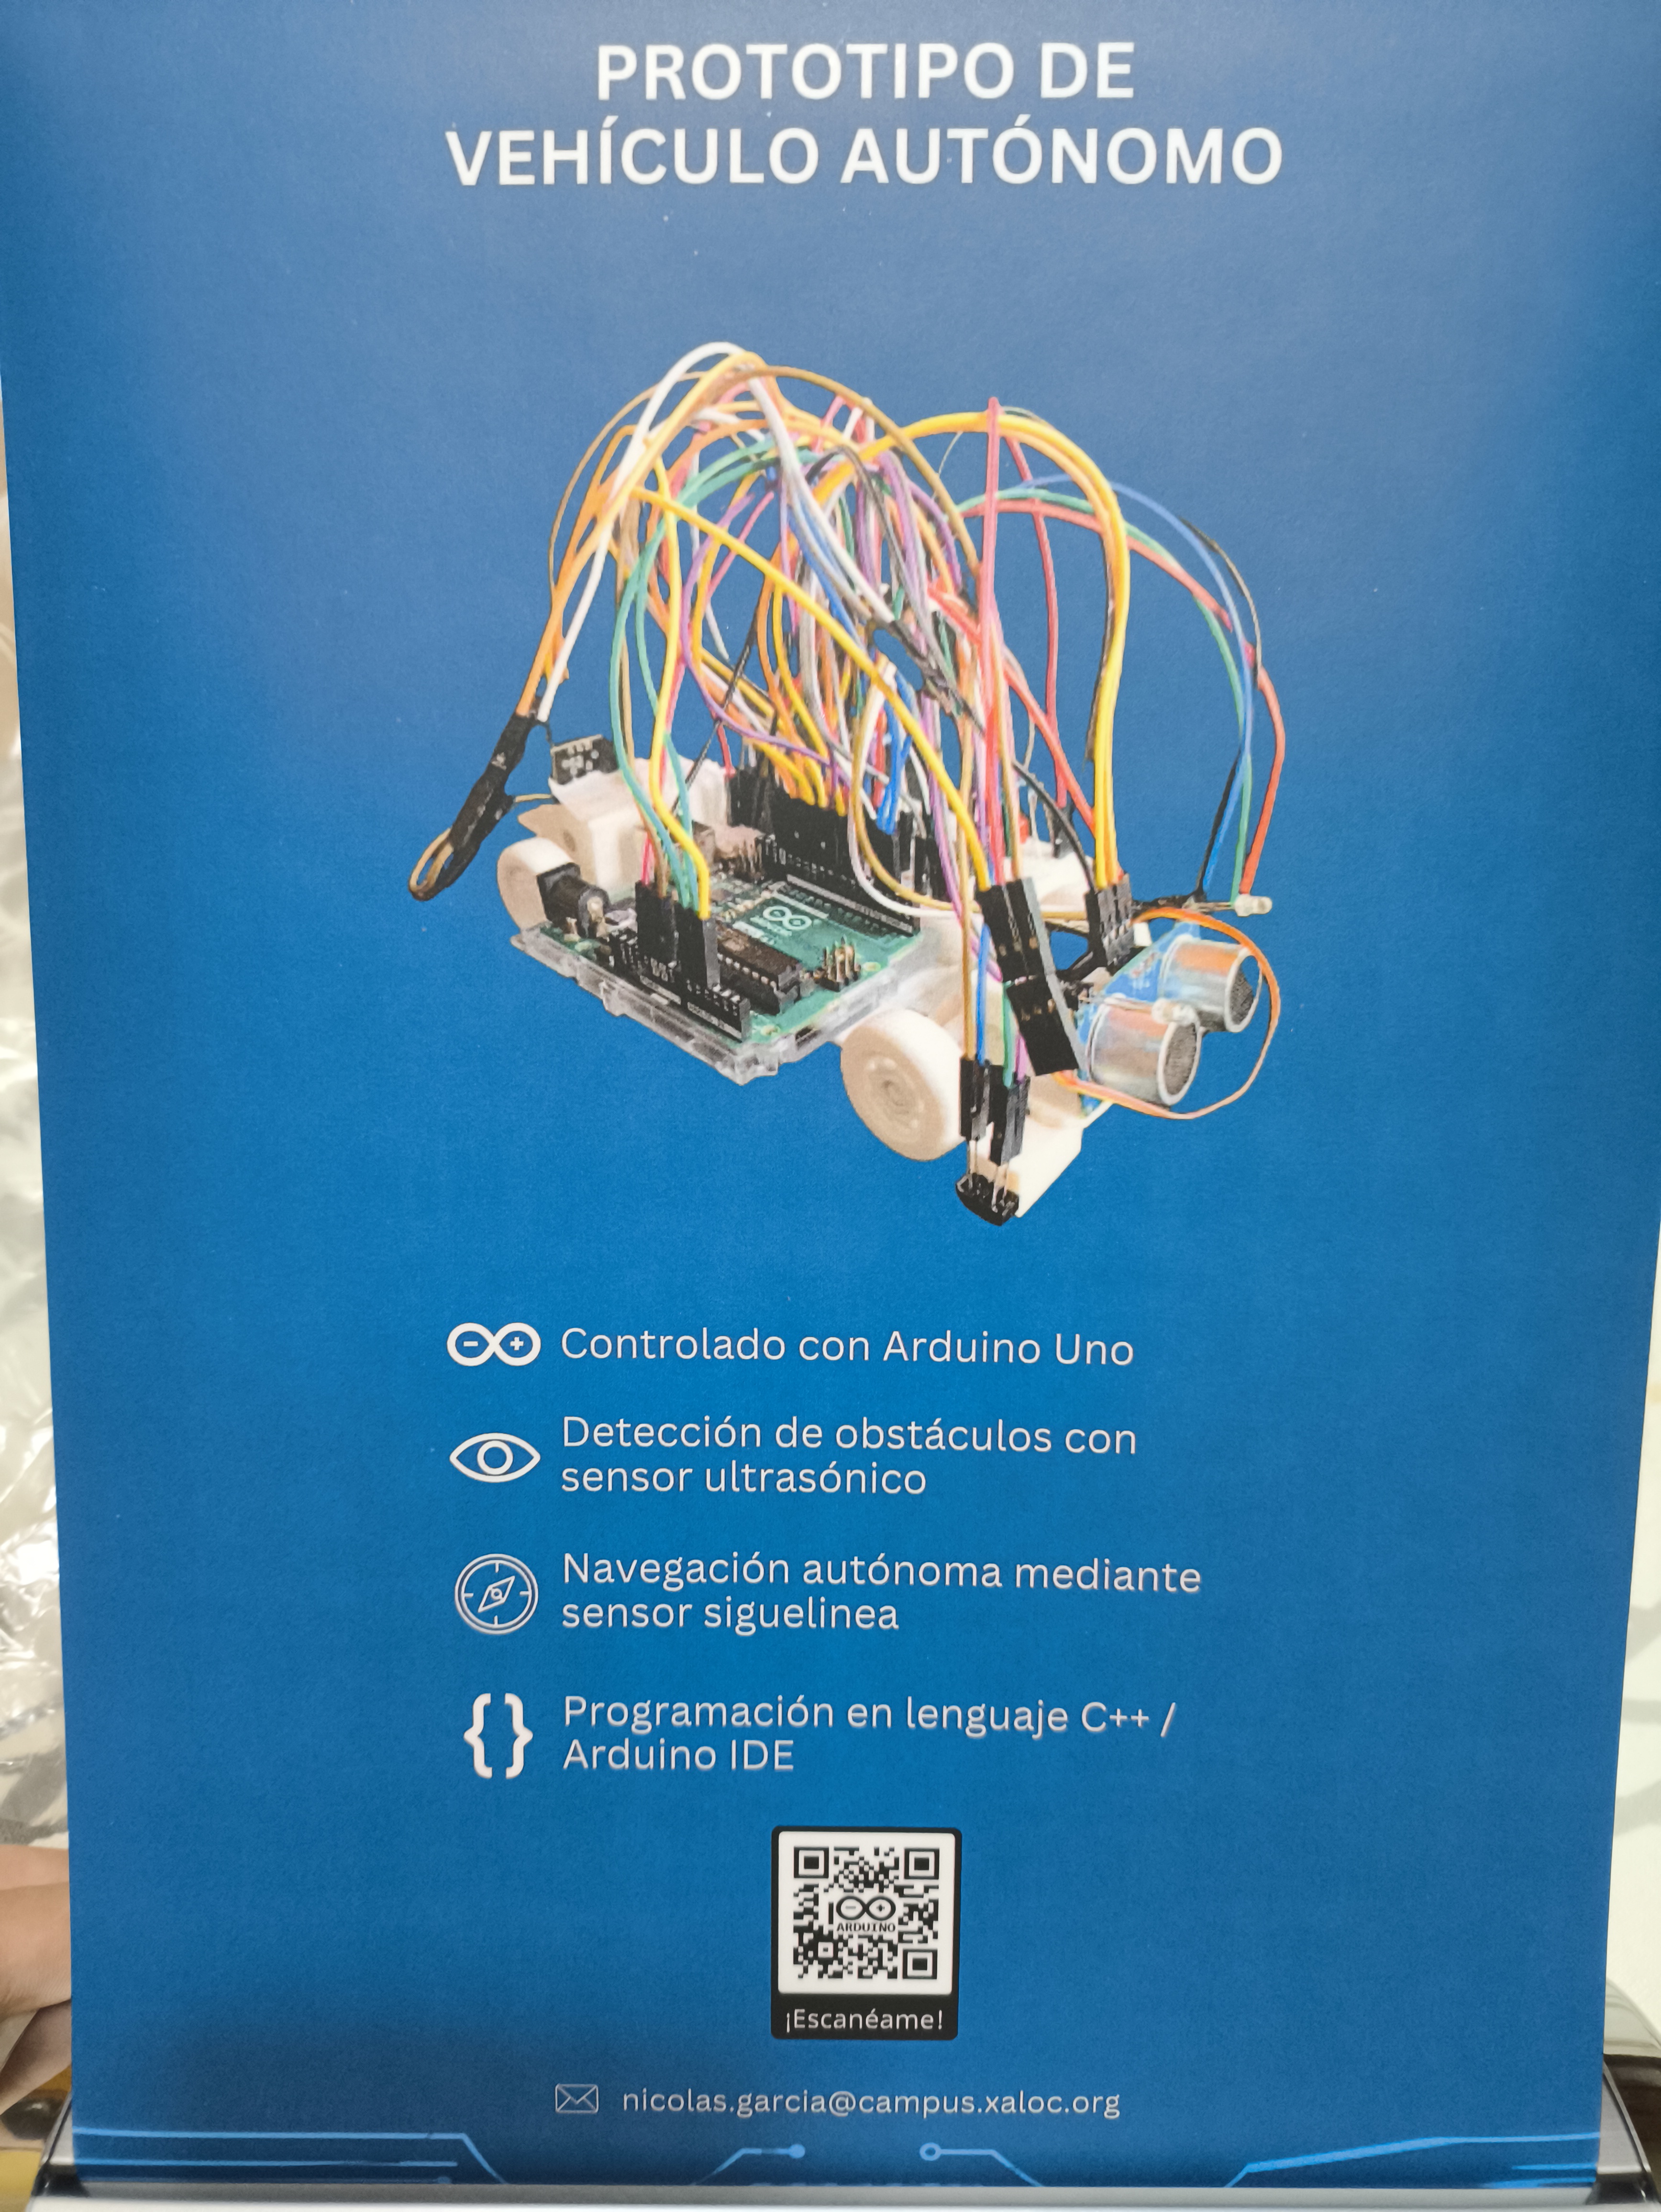 PROTOTIPO DE
VEHÍCULO AUTÓNOMO
Controlado con Arduino Uno
Detección de obstáculos con
sensor ultrasónico
Navegación autónoma mediante
sensor siguelinea
Programación en lenguaje C++ /
Arduino IDE
ARDUINO
¡Escanéame!
nicolas.garcia@campus.xaloc.org